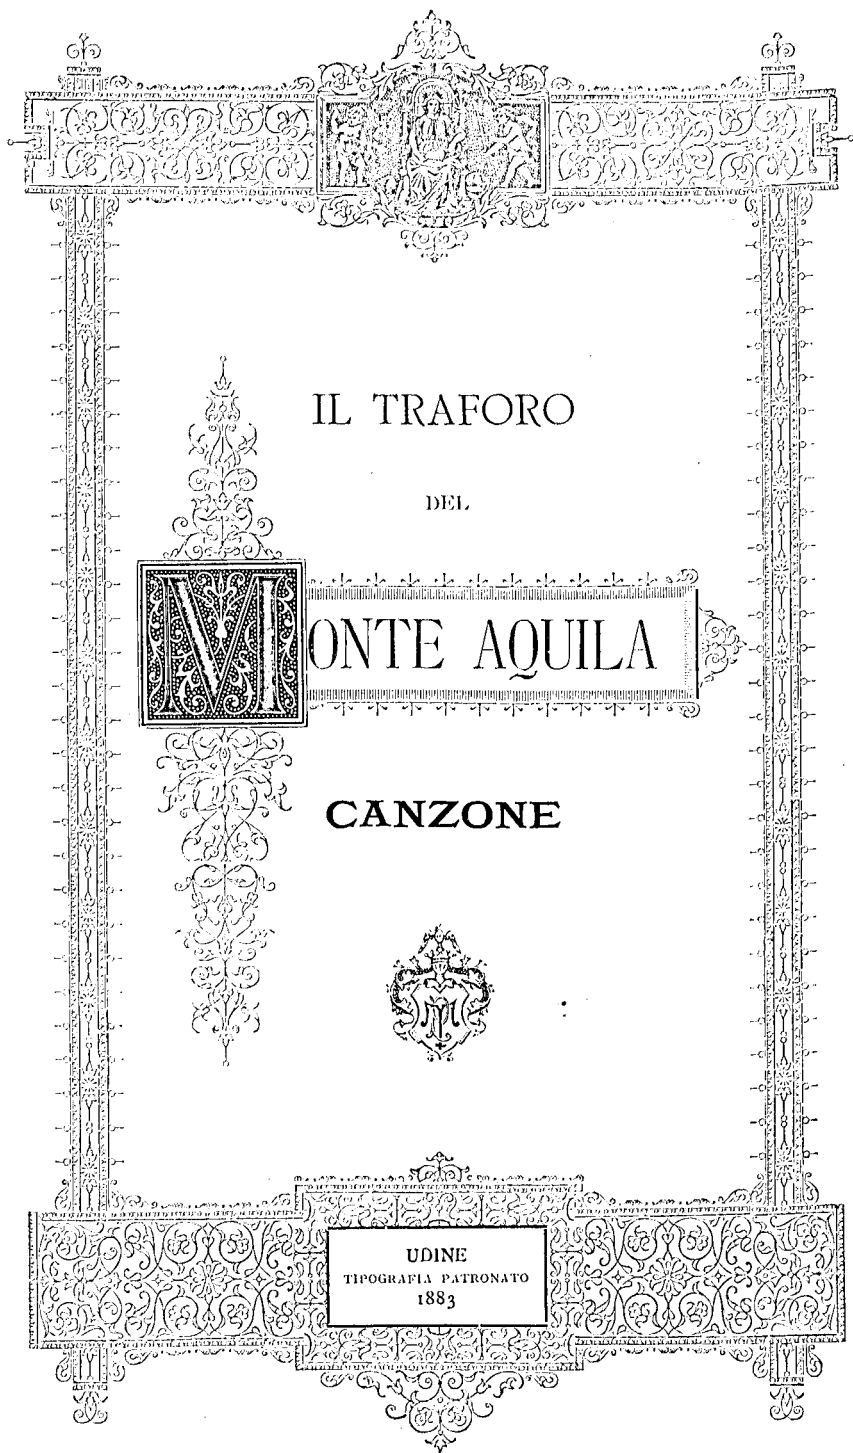 IL TRAFORO
DEL
MONTE AQUILA
CANZONE
UDINE
TIPOGRAFIA PATRONATO
1883